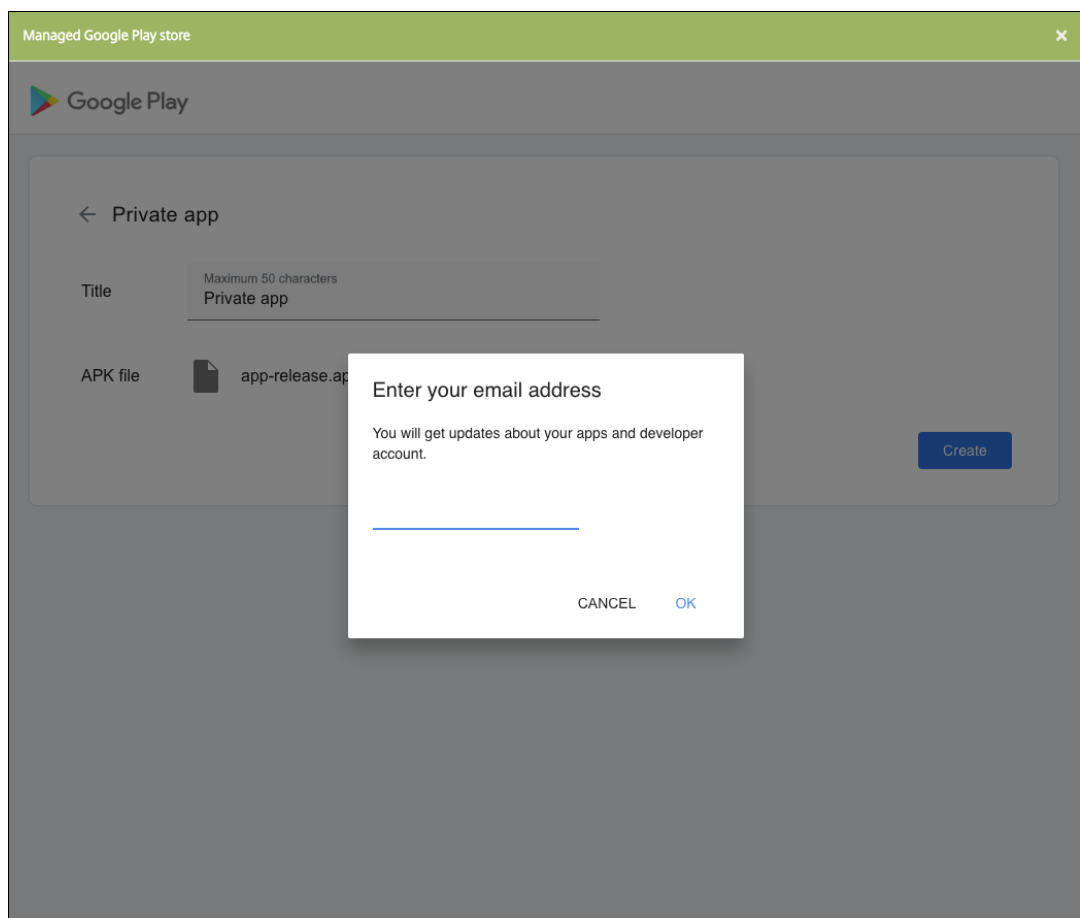 Managed Google Play store
Google Play
Private app
Title
Maximum 50 characters
Private app
APK file
app-release.ap
Enter your email address
You will get updates about your apps and developer
account.
Create
CANCEL
OK